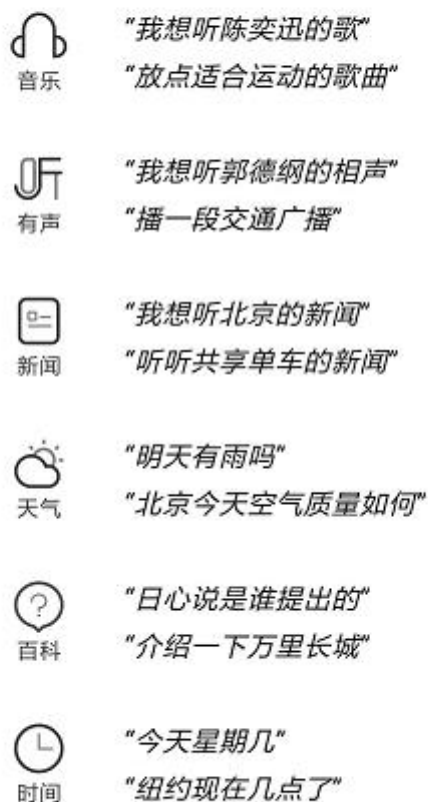 “我想听陈奕迅的歌”
音乐
“放点适合运动的歌曲”
听
“我想听郭德纲的相声”
有声
“播一段交通广播”
“我想听北京的新闻”
新闻
“听听共享单车的新闻”
“明天有雨吗”
天气
“北京今天空气质量如何”
?
“日心说是谁提出的”
百科
“介绍一下万里长城”
“今天星期几”
时间
“纽约现在几点了”